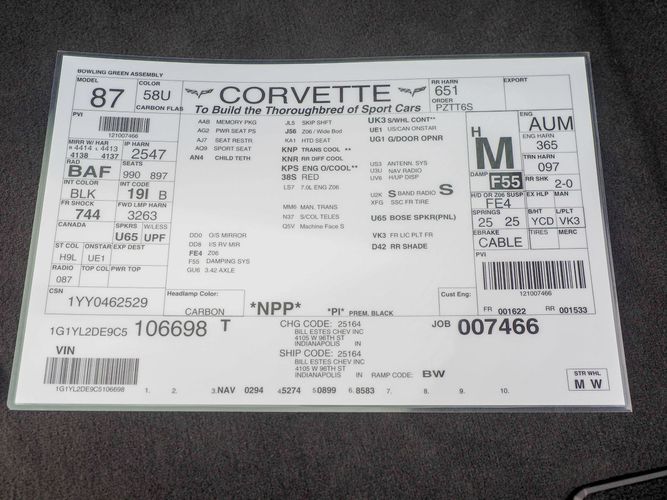 BOWLING GREEN ASSEMBLY
MODEL
87
COLOR
58U
CARBON FLAS
CORVETTE
To Build the Thoroughbred of Sport Cars
RR HARN
651
ORDER
PZTT6S
EXPORT
PVI
121007466
MIRR W/ HAR
4414 4413
4138 4137
IP HARN
2547
RAD
BAF
SEATS
990 897
INT COLOR
BLK
INT CODE
19I B
FR SHOCK
744
FWD LMP HARN
3263
CANADA
SPKRS
U65
W/LESS
UPF
ST COL
H9L
ONSTAR
UE1
EXP DEST
RADIO
087
TOP COL
PWR TOP
CSN
1YY0462529
AAB MEMORY PKG
AG2 PWR SEAT PS
AJ7 SEAT RESTR
AQ9 SPORT SEAT
AN4 CHILD TETH
DD0 O/S MIRROR
DD8 I/S RV-MIR
FE4 Z06
F55 DAMPING SYS
GU6 3.42 AXLE
JL5 SKIP SHFT
J56 Z06 / Wide Bod
KA1 HTD SEAT
KNP TRANS COOL **
KNR RR DIFF COOL
KPS ENG O/COOL**
38S RED
LS7 7.0L ENG Z06
MM6 MAN. TRANS
N37 S/COL TELES
Q5V Machine Face S
UK3 S/WHL CONT**
UE1 US/CAN ONSTAR
UG1 G/DOOR OPNR
US3 ANTENN. SYS
U3U NAV RADIO
UV6 H/UP DISP
U2K S BAND RADIO S
XFG SSC FR TIRE
U65 BOSE SPKR(PNL)
VK3 FR LIC PLT FR
D42 RR SHADE
H
M
DAMP
F55
ENG
AUM
ENG HARN
365
TRN HARN
097
RR SHK
2-0
H/D OR Z06 SUSP
FE4
EX HLP
MAN
SPRINGS
25 25
B/HT
YCD
L/PLT
VK3
EBRAKE
CABLE
TIRES
MERC
PVI
121007466
Headlamp Color:
CARBON
*NPP*
*PI* PREM. BLACK
Cust Eng:
FR 001622 RR 001533
1G1YL2DE9C5 106698 T
CHG CODE: 25164
BILL ESTES CHEV INC
4105 W 96TH ST
INDIANAPOLIS IN
JOB 007466
SHIP CODE: 25164
BILL ESTES CHEV INC
4105 W 96TH ST
INDIANAPOLIS IN
RAMP CODE: BW
VIN
1G1YL2DE9C5106698
1. 2. 3.NAV 0294 4.5274 5.0899 6.8583 7. 8. 9. 10.
STR WHL
M W